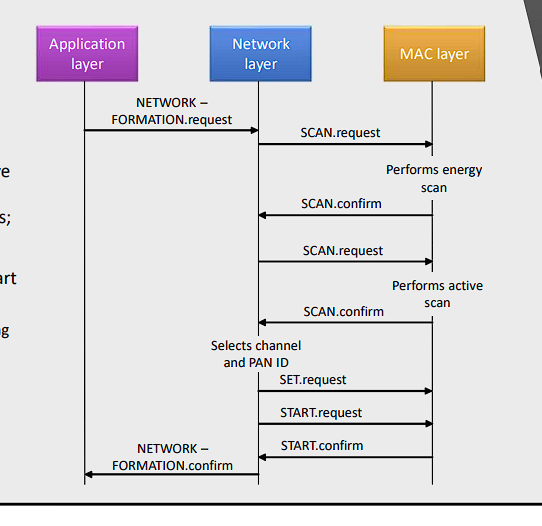 Application
layer
Network
layer
MAC layer
NETWORK –
FORMATION.request
SCAN.request
Performs energy
scan
SCAN.confirm
SCAN.request
Performs active
scan
SCAN.confirm
Selects channel
and PAN ID
SET.request
START.request
START.confirm
NETWORK –
FORMATION.confirm